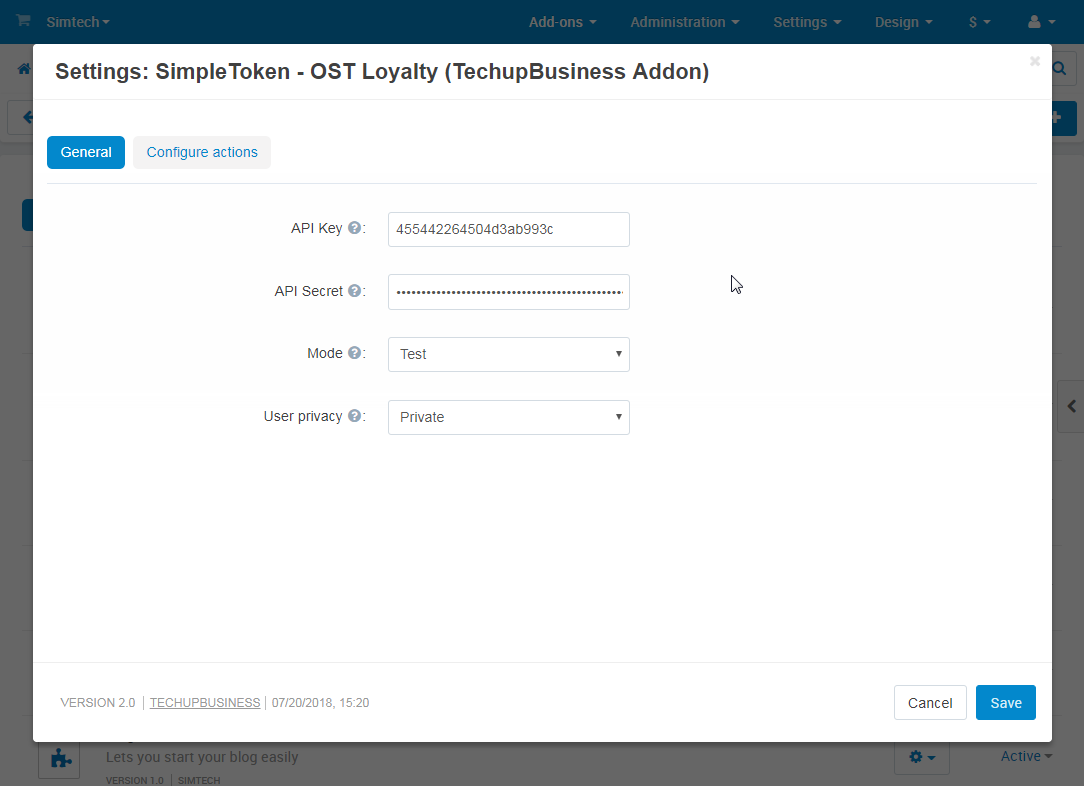 Simtech Add-ons Administration Settings Design $
Settings: SimpleToken - OST Loyalty (TechupBusiness Addon)
General Configure actions
API Key ?: 455442264504d3ab993c
API Secret ?: ••••••••••••••••••••••••••••••••••••••••••••••
Mode ?: Test
User privacy ?: Private
VERSION 2.0 | TECHUPBUSINESS | 07/20/2018, 15:20 Cancel Save
Lets you start your blog easily Active
VERSION 1.0 | SIMTECH